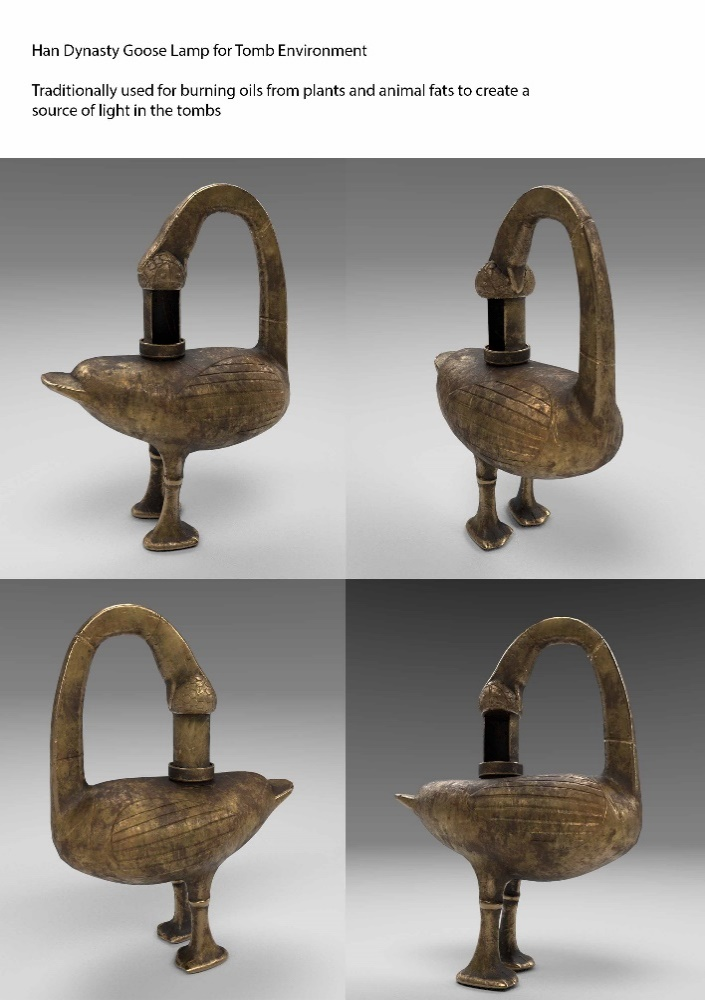 Han Dynasty Goose Lamp for Tomb Environment
Traditionally used for burning oils from plants and animal fats to create a
source of light in the tombs